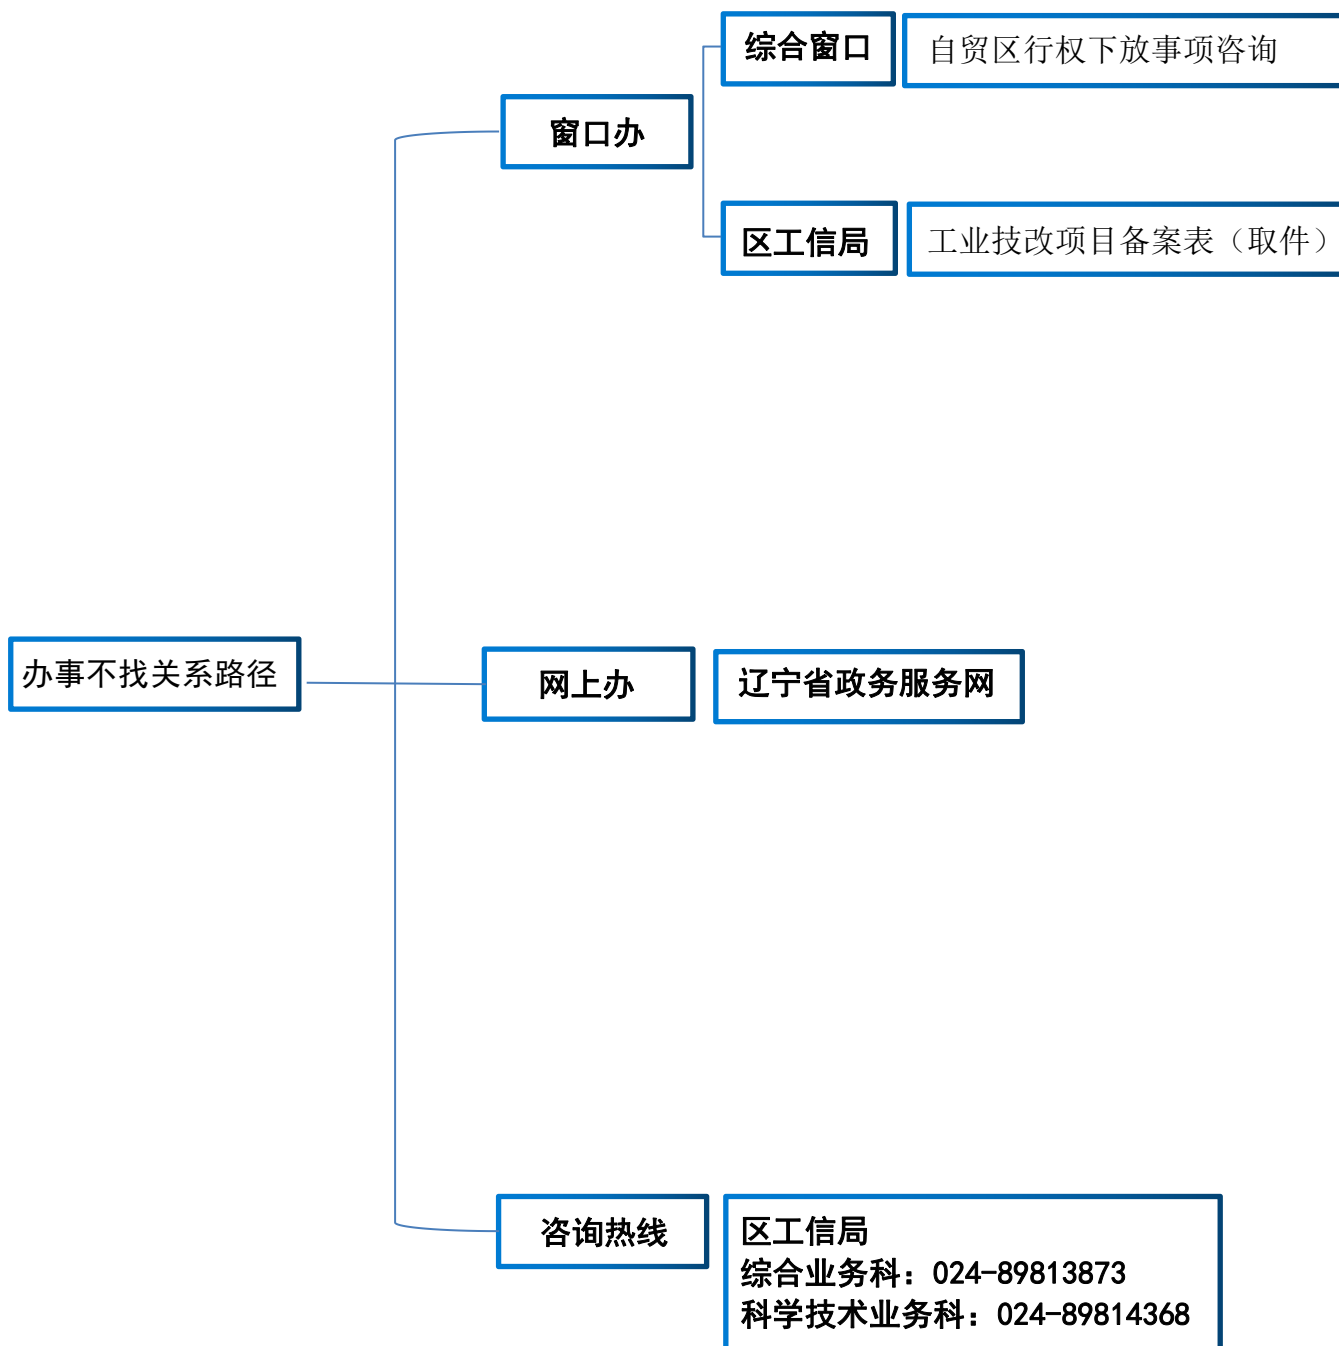 综合窗口
自贸区行权下放事项咨询
窗口办
区工信局
工业技改项目备案表（取件）
办事不找关系路径
网上办
辽宁省政务服务网
咨询热线
区工信局
综合业务科：024-89813873
科学技术业务科：024-89814368